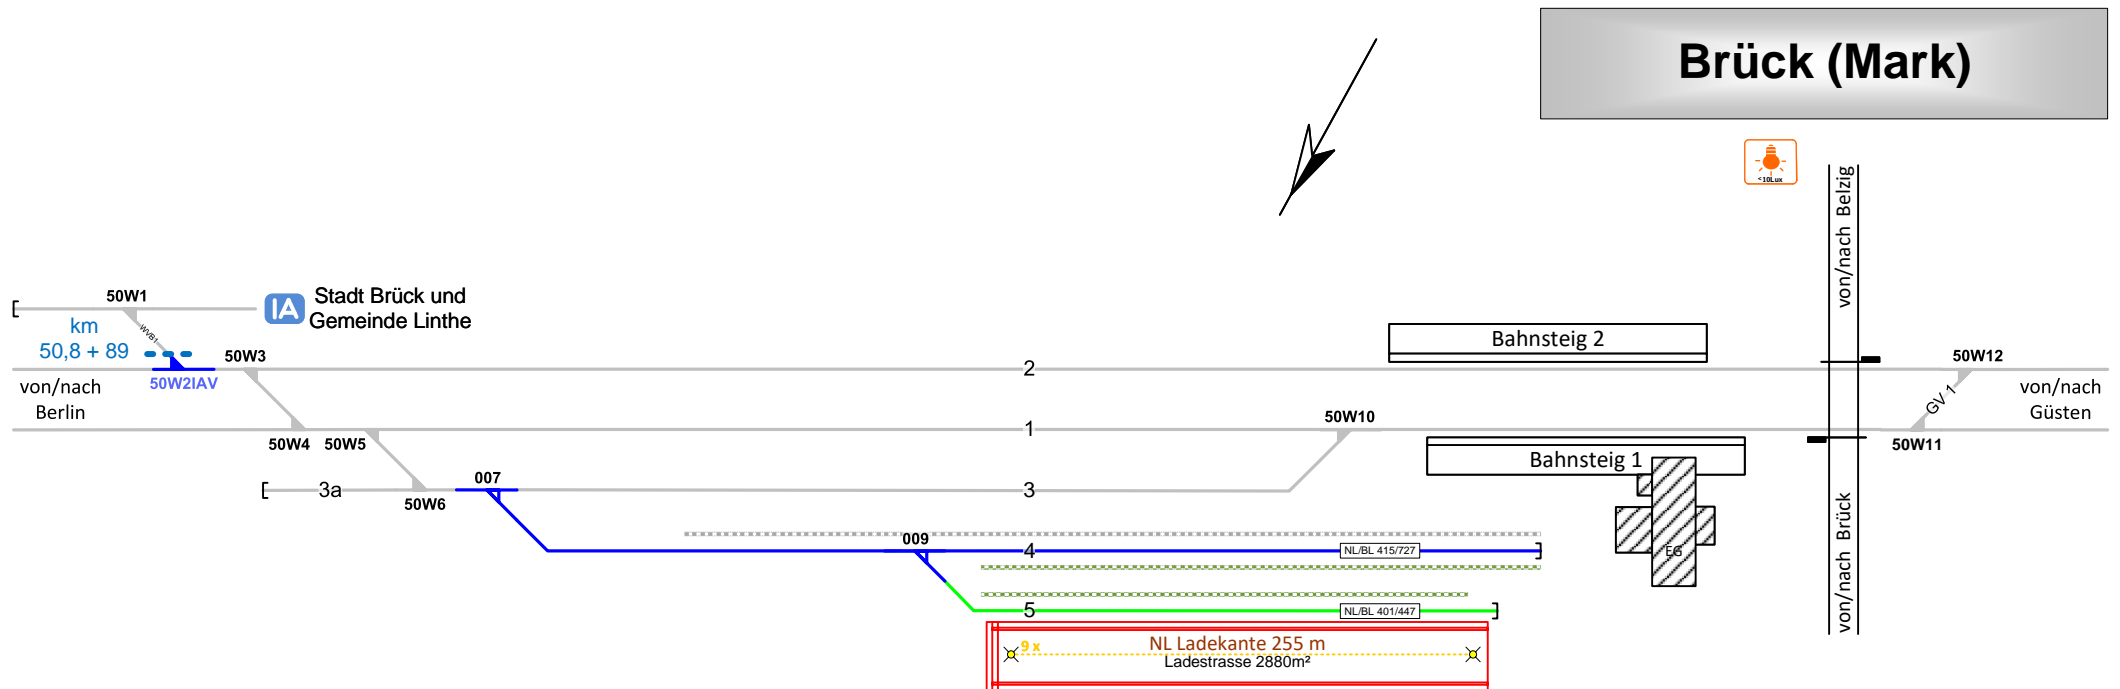 Brück (Mark)
<10Lux
von/nach Belzig
50W1
IA
Stadt Brück und
Gemeinde Linthe
WVB1
km
50,8 + 89
50W2IAV
50W3
2
Bahnsteig 2
50W12
von/nach
Berlin
von/nach
Güsten
GV 1
50W4
50W5
1
50W10
50W11
Bahnsteig 1
3a
50W6
007
3
009
4
NL/BL 415/727
EG
von/nach Brück
5
NL/BL 401/447
9 x
NL Ladekante 255 m
Ladestrasse 2880m²